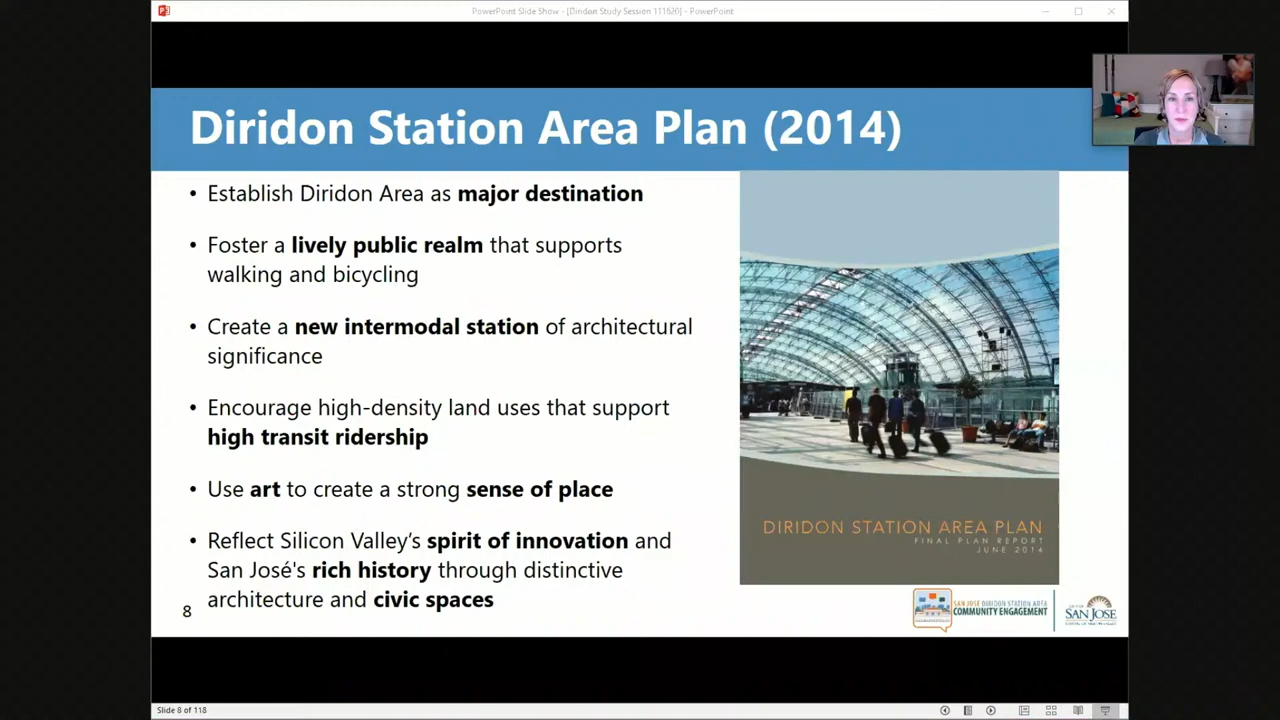 PowerPoint Slide Show - [Diridon Study Session 111620] - PowerPoint
Diridon Station Area Plan (2014)
• Establish Diridon Area as major destination
• Foster a lively public realm that supports
walking and bicycling
• Create a new intermodal station of architectural
significance
• Encourage high-density land uses that support
high transit ridership
• Use art to create a strong sense of place
• Reflect Silicon Valley’s spirit of innovation and
San José's rich history through distinctive
architecture and civic spaces
8
DIRIDON STATION AREA PLAN
FINAL PLAN REPORT
JUNE 2014
SAN JOSE DIRIDON STATION AREA
COMMUNITY ENGAGEMENT
CITY OF
SAN JOSE
Slide 8 of 118